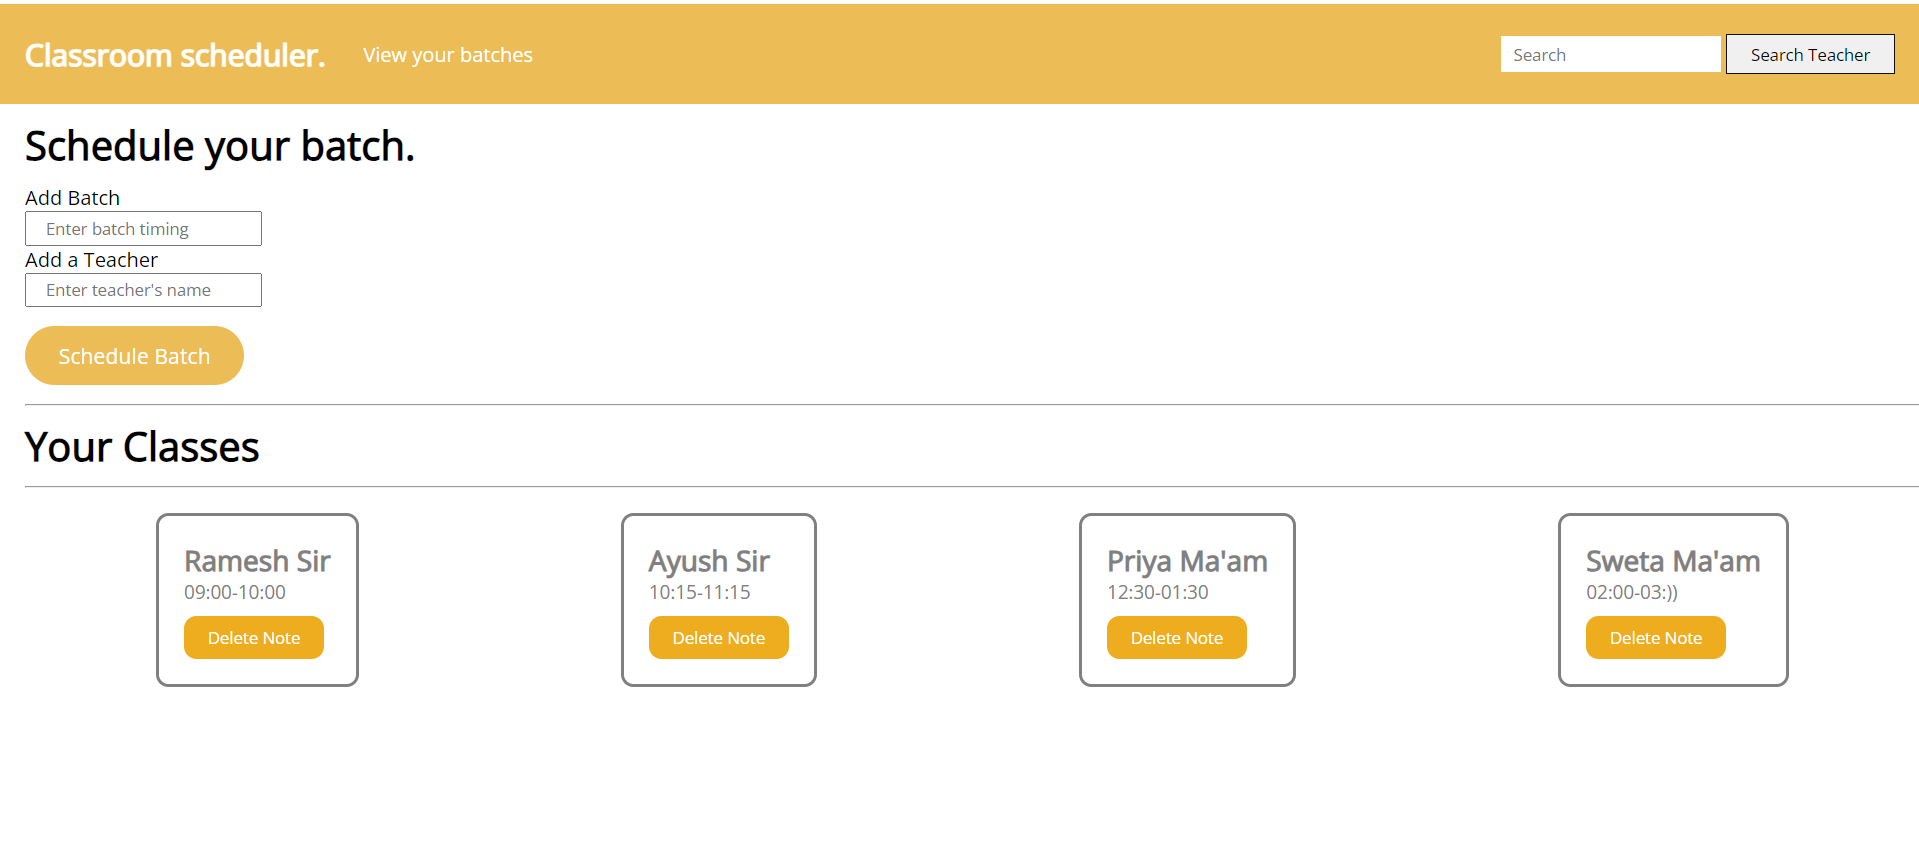 Classroom scheduler. View your batches Search Search Teacher
Schedule your batch.
Add Batch
Enter batch timing
Add a Teacher
Enter teacher's name
Schedule Batch
Your Classes
Ramesh Sir
09:00-10:00
Delete Note
Ayush Sir
10:15-11:15
Delete Note
Priya Ma'am
12:30-01:30
Delete Note
Sweta Ma'am
02:00-03:))
Delete Note